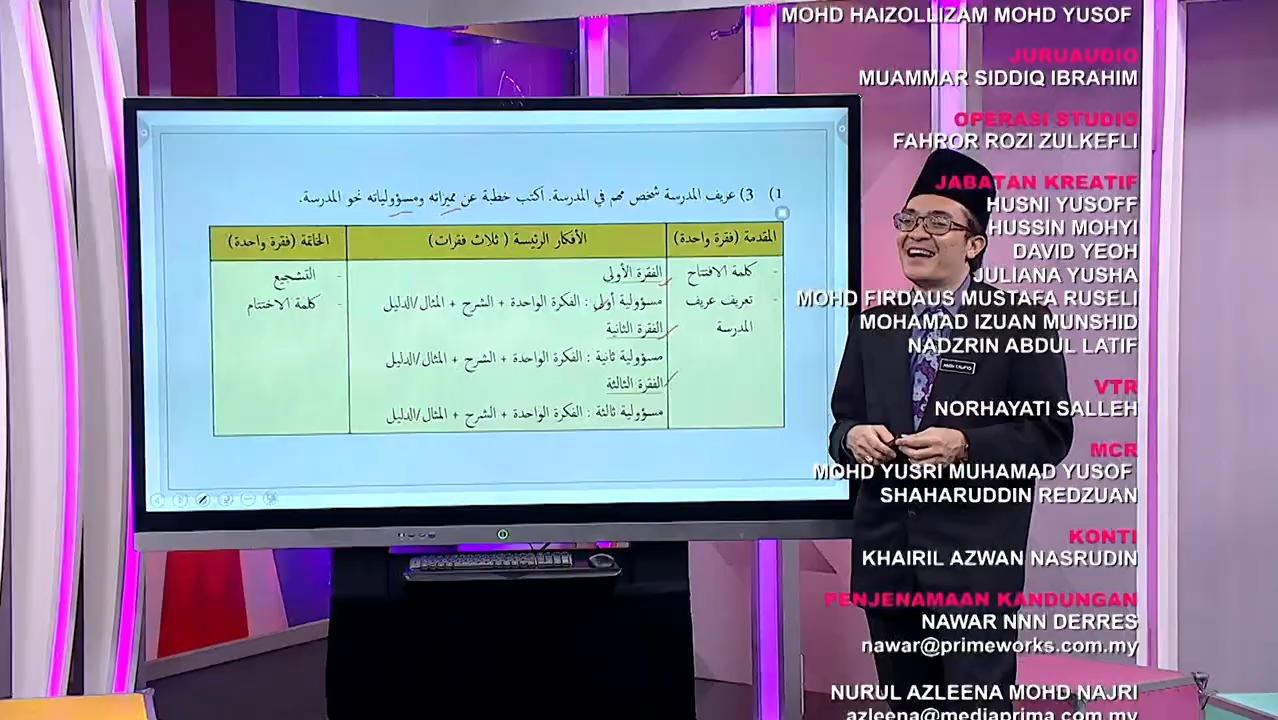 1) 3) عريف المدرسة شخص مهم في المدرسة. أكتب خطبة عن مميزاته ومسؤولياته نحو المدرسة.
المقدمة (فقرة واحدة)
- كلمة الافتتاح
- تعريف عريف
المدرسة
الأفكار الرئيسة ( ثلاث فقرات)
الفقرة الأولى
مسؤولية أولى : الفكرة الواحدة + الشرح + المثال/الدليل
الفقرة الثانية
مسؤولية ثانية : الفكرة الواحدة + الشرح + المثال/الدليل
الفقرة الثالثة
مسؤولية ثالثة : الفكرة الواحدة + الشرح + المثال/الدليل
الخاتمة (فقرة واحدة)
- التشجيع
- كلمة الاختتام
MOHD HAIZOLLIZAM MOHD YUSOF
JURUAUDIO
MUAMMAR SIDDIQ IBRAHIM
OPERASI STUDIO
FAHROR ROZI ZULKEFLI
JABATAN KREATIF
HUSNI YUSOFF
HUSSIN MOHYI
DAVID YEOH
JULIANA YUSHA
MOHD FIRDAUS MUSTAFA RUSELI
MOHAMAD IZUAN MUNSHID
NADZRIN ABDUL LATIF
VTR
NORHAYATI SALLEH
MCR
MOHD YUSRI MUHAMAD YUSOF
SHAHARUDDIN REDZUAN
KONTI
KHAIRIL AZWAN NASRUDIN
PENJENAMAAN KANDUNGAN
NAWAR NNN DERRES
nawar@primeworks.com.my
NURUL AZLEENA MOHD NAJRI
azleena@mediaprima.com.my